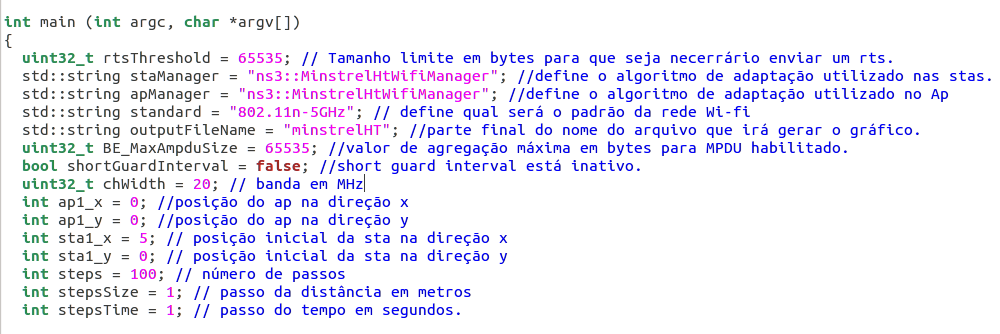 int main (int argc, char *argv[])
{
uint32_t rtsThreshold = 65535; // Tamanho limite em bytes para que seja necerrário enviar um rts.
std::string staManager = "ns3::MinstrelHtWifiManager"; //define o algoritmo de adaptação utilizado nas stas.
std::string apManager = "ns3::MinstrelHtWifiManager"; //define o algoritmo de adaptação utilizado no Ap
std::string standard = "802.11n-5GHz"; // define qual será o padrão da rede Wi-fi
std::string outputFileName = "minstrelHT"; //parte final do nome do arquivo que irá gerar o gráfico.
uint32_t BE_MaxAmpduSize = 65535; //valor de agregação máxima em bytes para MPDU habilitado.
bool shortGuardInterval = false; //short guard interval está inativo.
uint32_t chWidth = 20; // banda em MHz
int ap1_x = 0; //posição do ap na direção x
int ap1_y = 0; //posição do ap na direção y
int sta1_x = 5; // posição inicial da sta na direção x
int sta1_y = 0; // posição inicial da sta na direção y
int steps = 100; // número de passos
int stepsSize = 1; // passo da distância em metros
int stepsTime = 1; // passo do tempo em segundos.